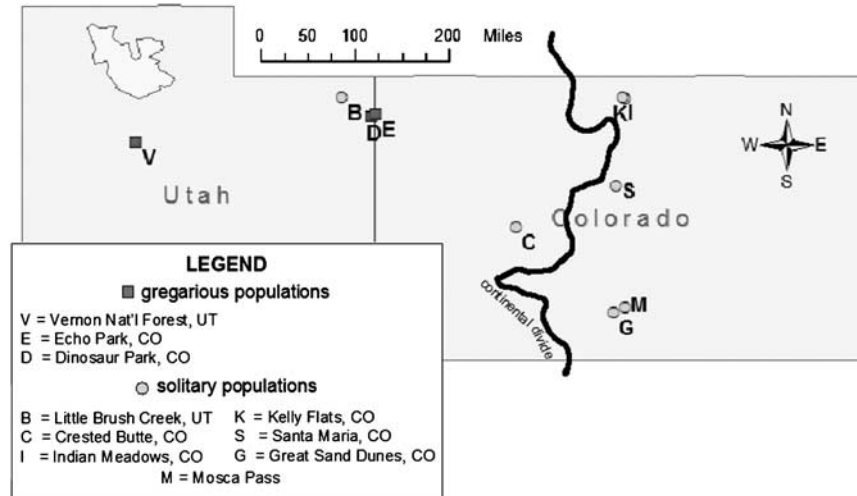 0 100 200 Miles
N
W E
S
B
D E
V
KI
S
C
M
G
Utah
Colorado
continental divide
LEGEND
gregarious populations
V = Vernon Nat'l Forest, UT
E = Echo Park, CO
D = Dinosaur Park, CO
solitary populations
B = Little Brush Creek, UT K = Kelly Flats, CO
C = Crested Butte, CO S = Santa Maria, CO
I = Indian Meadows, CO G = Great Sand Dunes, CO
M = Mosca Pass